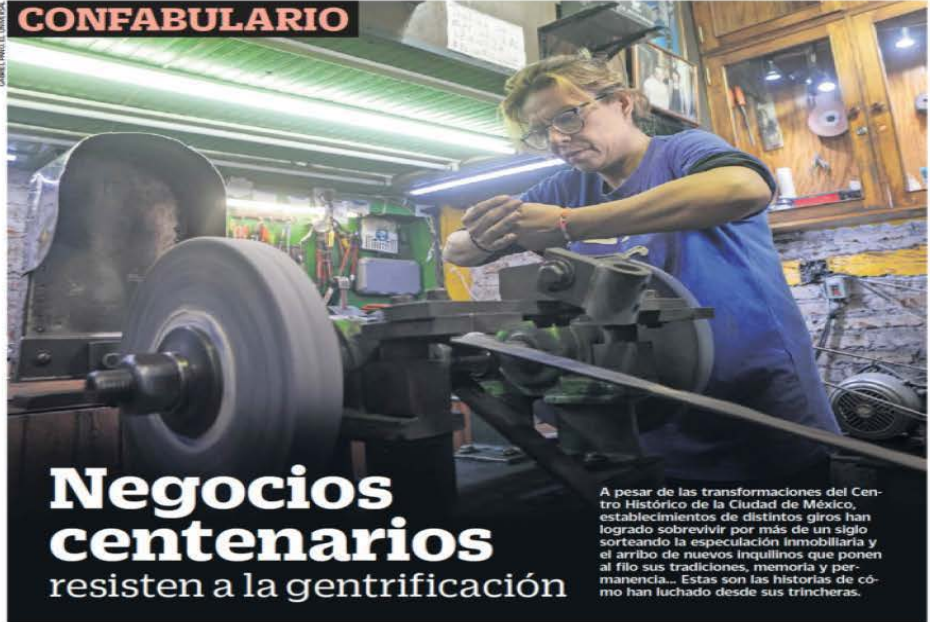 CONFABULARIO
Negocios
centenarios
resisten a la gentrificación
A pesar de las transformaciones del Cen-
tro Histórico de la Ciudad de México,
establecimientos de distintos giros han
logrado sobrevivir por más de un siglo
sorteando la especulación inmobiliaria y
el arribo de nuevos inquilinos que ponen
al filo sus tradiciones, memoria y per-
manencia... Estas son las historias de có-
mo han luchado desde sus trincheras.